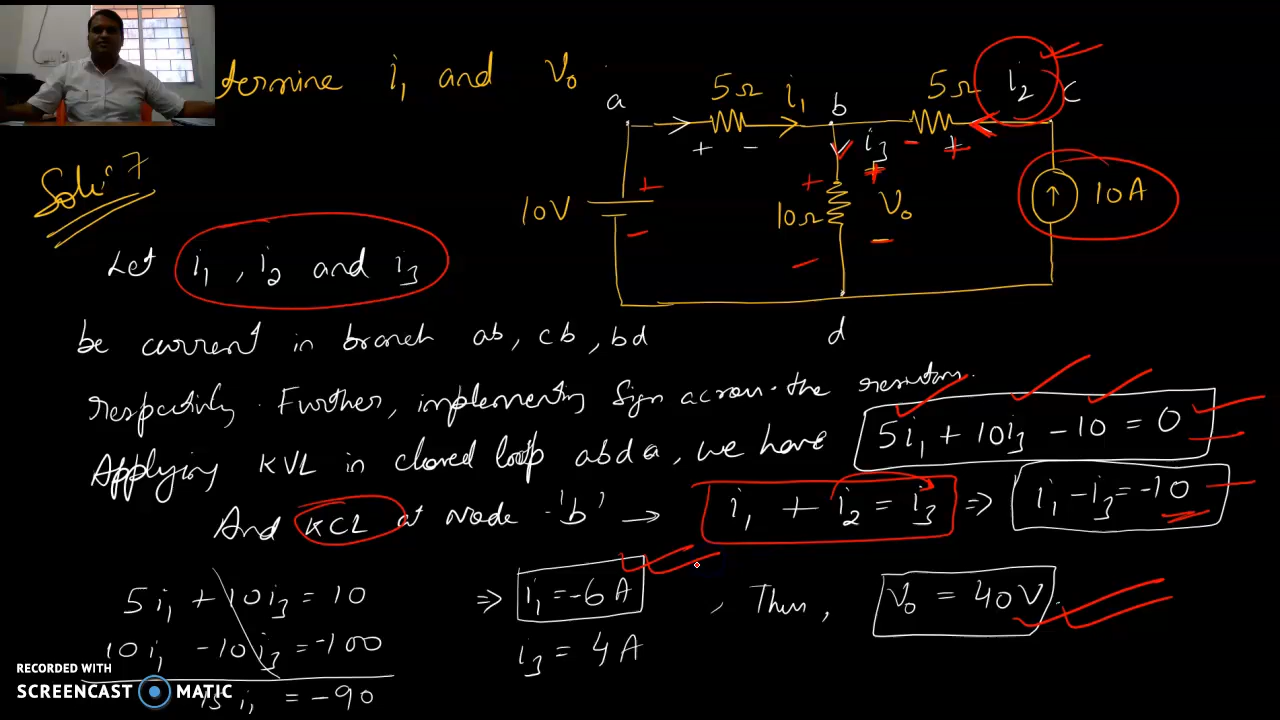 termine i₁ and V₀
Soln: 7
a 5Ω i₁ b 5Ω i₂ c
+ - i₃ - +
+ + +
10V 10Ω V₀ ↑ 10A
- - -
d
Let i₁, i₂ and i₃
be current in branch ab, cb, bd
respectively. Further, implementing sign across the resistors.
Applying KVL in closed loop abda, we have 5i₁ + 10i₃ - 10 = 0
And KCL at Node 'b' → i₁ + i₂ = i₃ ⇒ i₁ - i₃ = -10
5i₁ + 10i₃ = 10 ⇒ i₁ = -6A, Then, V₀ = 40V.
10i₁ - 10i₃ = -100 i₃ = 4A
15i₁ = -90
RECORDED WITH
SCREENCAST MATIC